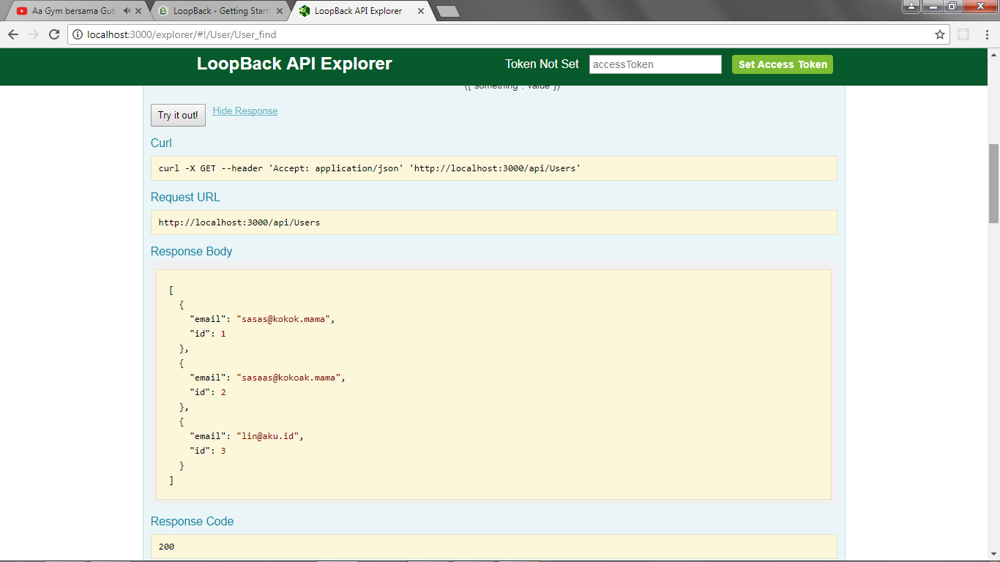 Aa Gym bersama Gub
LoopBack - Getting Starte
LoopBack API Explorer
localhost:3000/explorer/#!/User/User_find
LoopBack API Explorer
Token Not Set
accessToken
Set Access Token
({"something":"value"})
Try it out!
Hide Response
Curl
curl -X GET --header 'Accept: application/json' 'http://localhost:3000/api/Users'
Request URL
http://localhost:3000/api/Users
Response Body
[
{
"email": "sasas@kokok.mama",
"id": 1
},
{
"email": "sasaas@kokoak.mama",
"id": 2
},
{
"email": "lin@aku.id",
"id": 3
}
]
Response Code
200